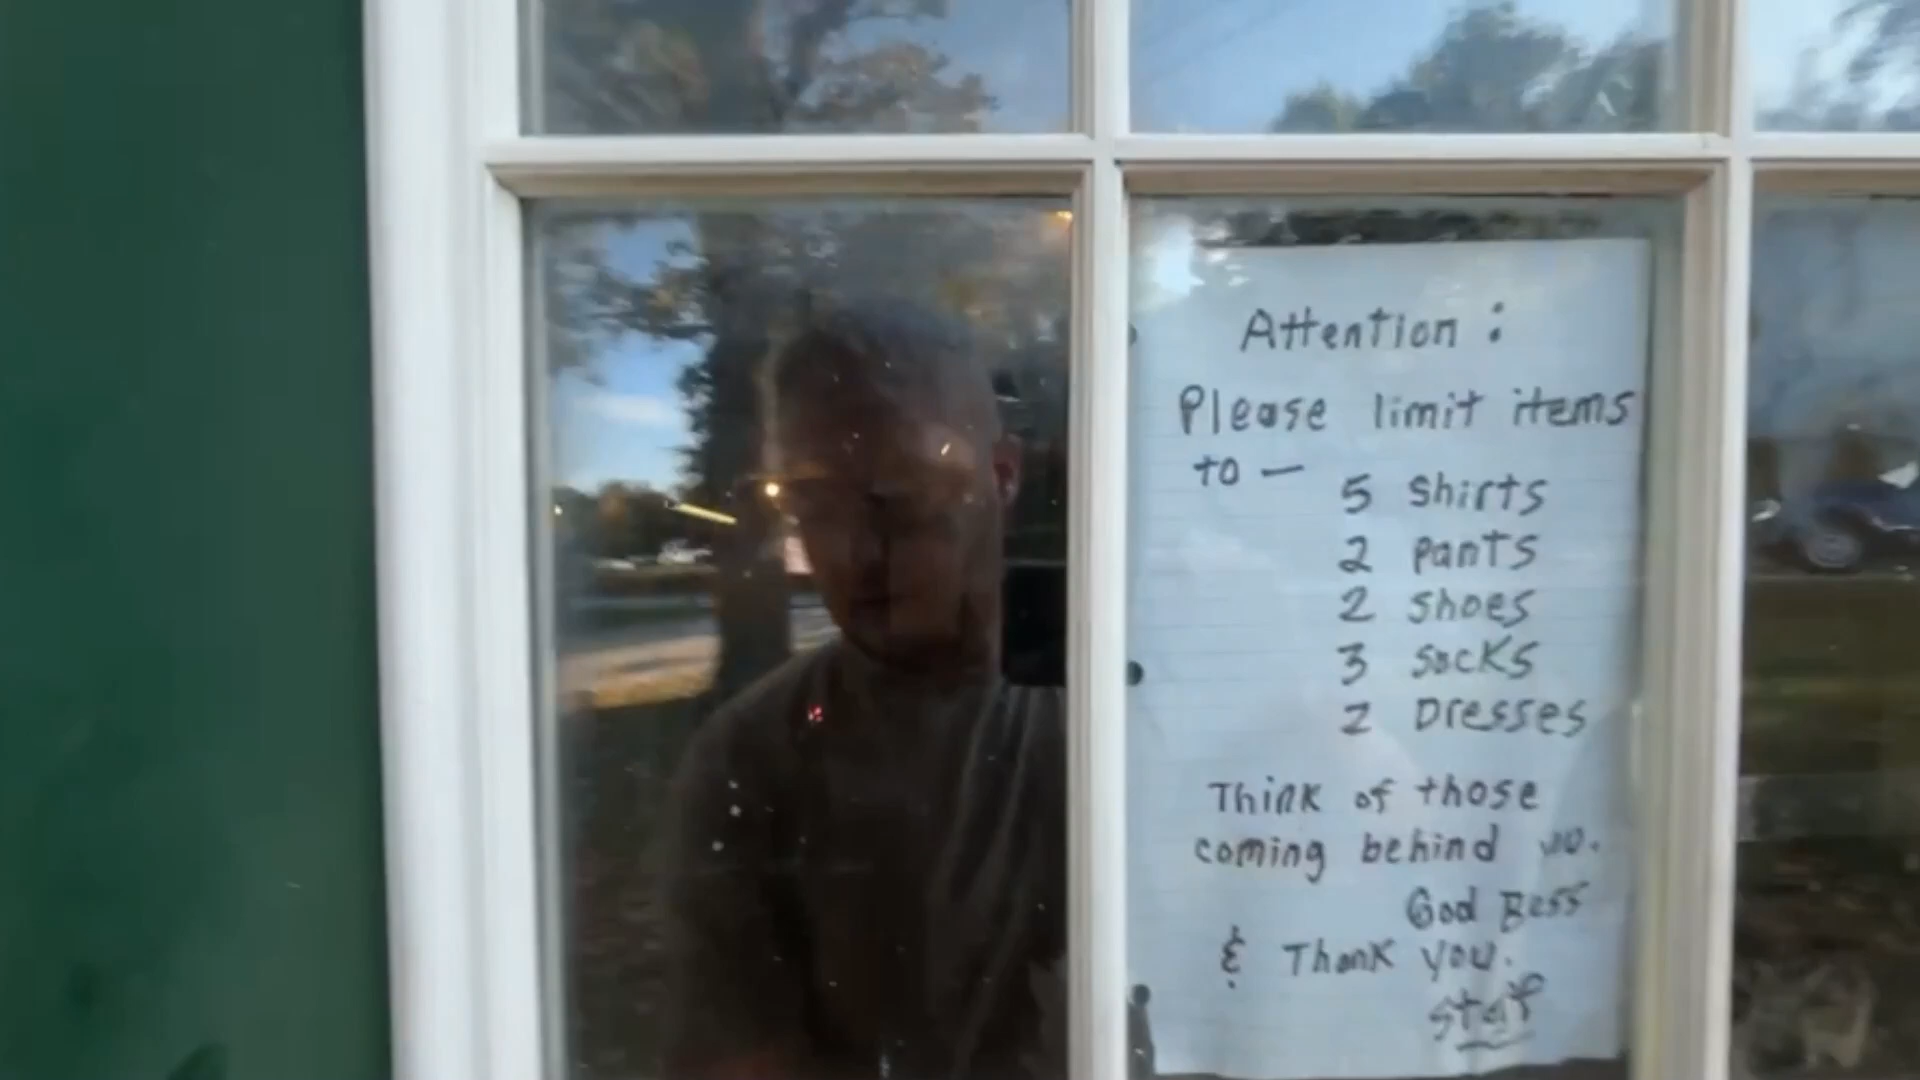 Attention :
Please limit items
to — 5 Shirts
2 pants
2 shoes
3 socks
2 Dresses
Think of those
coming behind
God Bess
& Thank you.
Staff